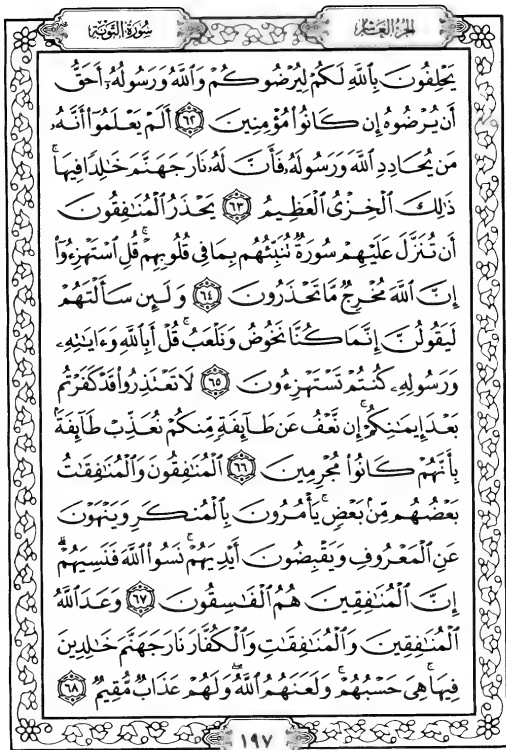 الجزء العاشر
سورة التوبة
يَحْلِفُونَ بِٱللَّهِ لَكُمْ لِيُرْضُوكُمْ وَٱللَّهُ وَرَسُولُهُۥٓ أَحَقُّ
أَن يُرْضُوهُ إِن كَانُوا۟ مُؤْمِنِينَ ٦٢ أَلَمْ يَعْلَمُوٓا۟ أَنَّهُۥ
مَن يُحَادِدِ ٱللَّهَ وَرَسُولَهُۥ فَأَنَّ لَهُۥ نَارَ جَهَنَّمَ خَٰلِدًا فِيهَا ۚ
ذَٰلِكَ ٱلْخِزْىُ ٱلْعَظِيمُ ٦٣ يَحْذَرُ ٱلْمُنَٰفِقُونَ
أَن تُنَزَّلَ عَلَيْهِمْ سُورَةٌ تُنَبِّئُهُم بِمَا فِى قُلُوبِهِمْ ۚ قُلِ ٱسْتَهْزِءُوٓا۟
إِنَّ ٱللَّهَ مُخْرِجٌ مَّا تَحْذَرُونَ ٦٤ وَلَئِن سَأَلْتَهُمْ
لَيَقُولُنَّ إِنَّمَا كُنَّا نَخُوضُ وَنَلْعَبُ ۚ قُلْ أَبِٱللَّهِ وَءَايَٰتِهِۦ
وَرَسُولِهِۦ كُنتُمْ تَسْتَهْزِءُونَ ٦٥ لَا تَعْتَذِرُوا۟ قَدْ كَفَرْتُم
بَعْدَ إِيمَٰنِكُمْ ۚ إِن نَّعْفُ عَن طَآئِفَةٍ مِّنكُمْ نُعَذِّبْ طَآئِفَةًۢ
بِأَنَّهُمْ كَانُوا۟ مُجْرِمِينَ ٦٦ ٱلْمُنَٰفِقُونَ وَٱلْمُنَٰفِقَٰتُ
بَعْضُهُم مِّنۢ بَعْضٍ ۚ يَأْمُرُونَ بِٱلْمُنكَرِ وَيَنْهَوْنَ
عَنِ ٱلْمَعْرُوفِ وَيَقْبِضُونَ أَيْدِيَهُمْ ۚ نَسُوا۟ ٱللَّهَ فَنَسِيَهُمْ ۗ
إِنَّ ٱلْمُنَٰفِقِينَ هُمُ ٱلْفَٰسِقُونَ ٦٧ وَعَدَ ٱللَّهُ
ٱلْمُنَٰفِقِينَ وَٱلْمُنَٰفِقَٰتِ وَٱلْكُفَّارَ نَارَ جَهَنَّمَ خَٰلِدِينَ
فِيهَا ۚ هِىَ حَسْبُهُمْ ۚ وَلَعَنَهُمُ ٱللَّهُ ۖ وَلَهُمْ عَذَابٌ مُّقِيمٌ ٦٨
١٩٧